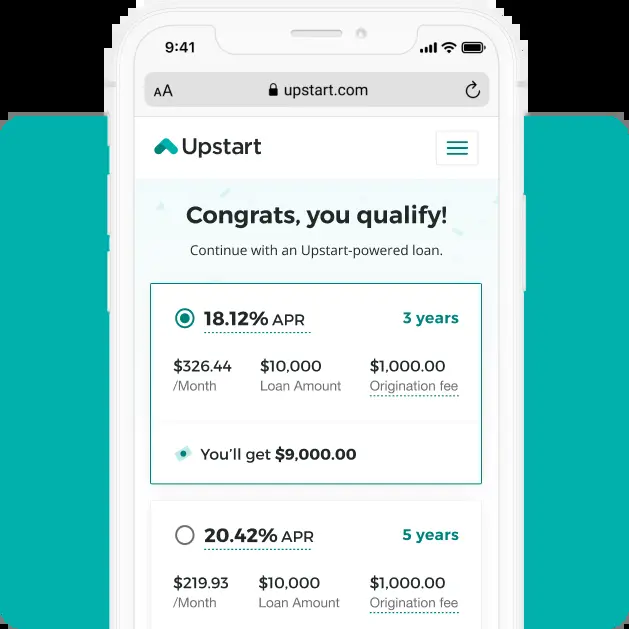 9:41
AA upstart.com
Upstart
Congrats, you qualify!
Continue with an Upstart-powered loan.
18.12% APR 3 years
$326.44 $10,000 $1,000.00
/Month Loan Amount Origination fee
You’ll get $9,000.00
20.42% APR 5 years
$219.93 $10,000 $1,000.00
/Month Loan Amount Origination fee